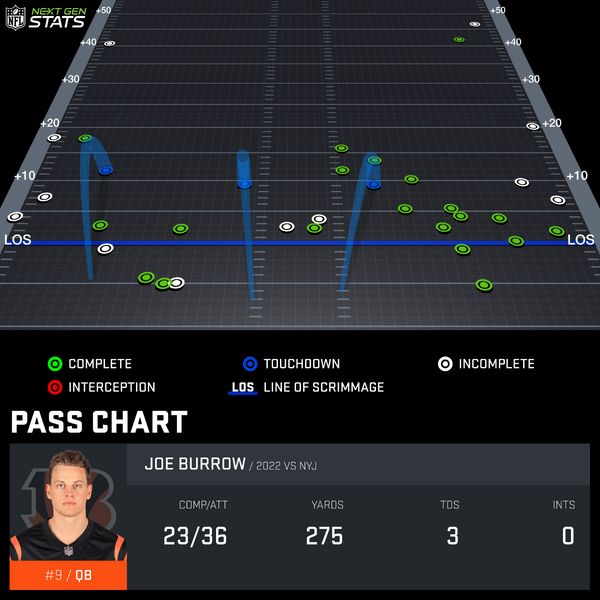 NFL NEXT GEN STATS
+50 +50
+40 +40
+30 +30
+20 +20
+10 +10
LOS LOS
COMPLETE TOUCHDOWN INCOMPLETE
INTERCEPTION LOS LINE OF SCRIMMAGE
PASS CHART
JOE BURROW / 2022 VS NYJ
COMP/ATT YARDS TDS INTS
23/36 275 3 0
#9 / QB